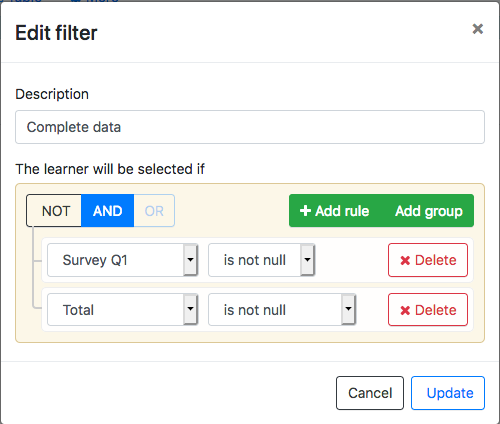 Edit filter
×
Description
Complete data
The learner will be selected if
NOT AND OR + Add rule Add group
Survey Q1 is not null × Delete
Total is not null × Delete
Cancel Update